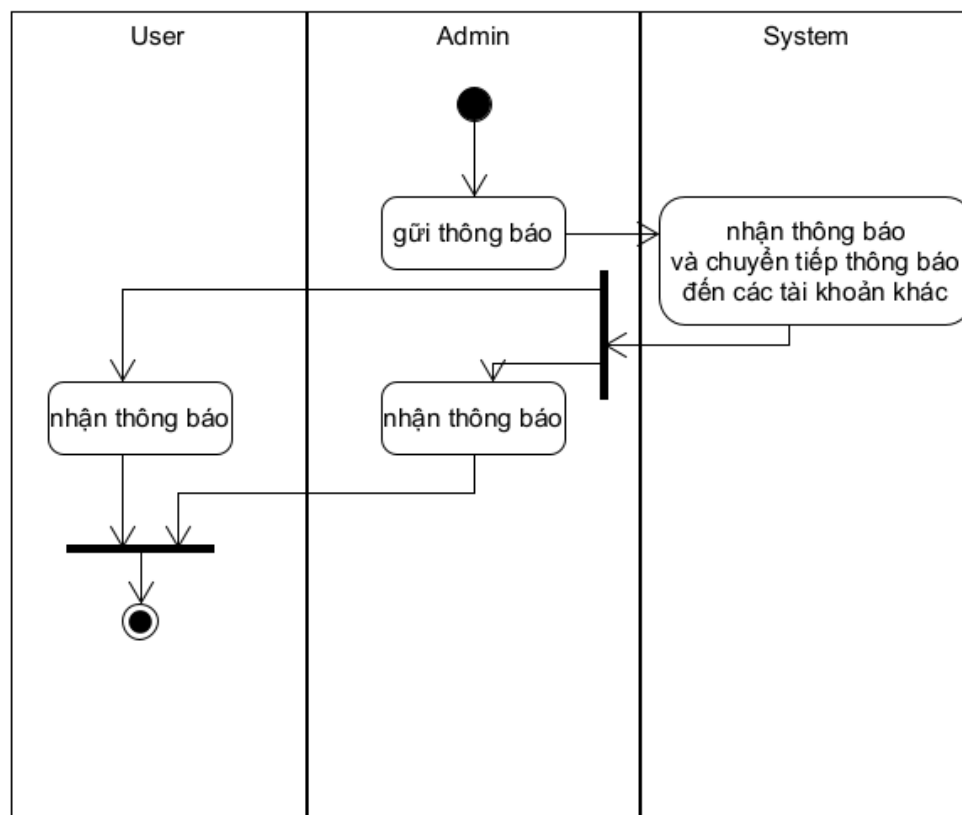 User
Admin
System
gữi thông báo
nhận thông báo
và chuyển tiếp thông báo
đến các tài khoản khác
nhận thông báo
nhận thông báo